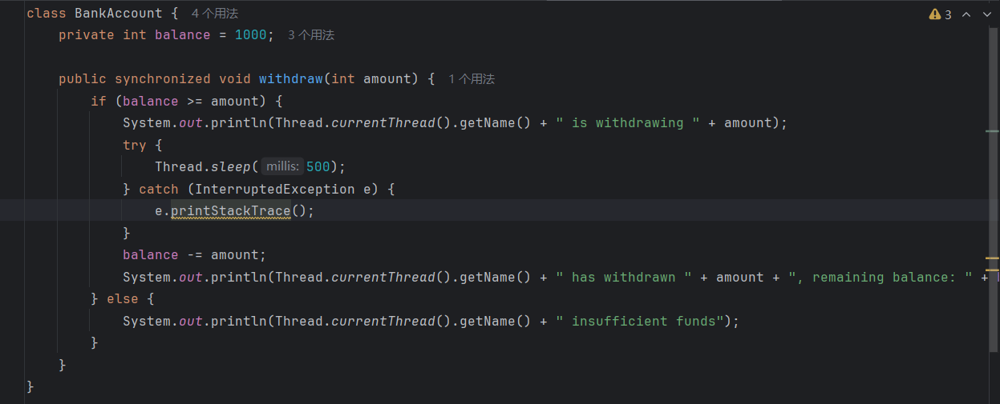 class BankAccount { 4 个用法
3
private int balance = 1000; 3 个用法
public synchronized void withdraw(int amount) { 1 个用法
if (balance >= amount) {
System.out.println(Thread.currentThread().getName() + " is withdrawing " + amount);
try {
Thread.sleep( millis: 500);
} catch (InterruptedException e) {
e.printStackTrace();
}
balance -= amount;
System.out.println(Thread.currentThread().getName() + " has withdrawn " + amount + ", remaining balance: " +
} else {
System.out.println(Thread.currentThread().getName() + " insufficient funds");
}
}
}